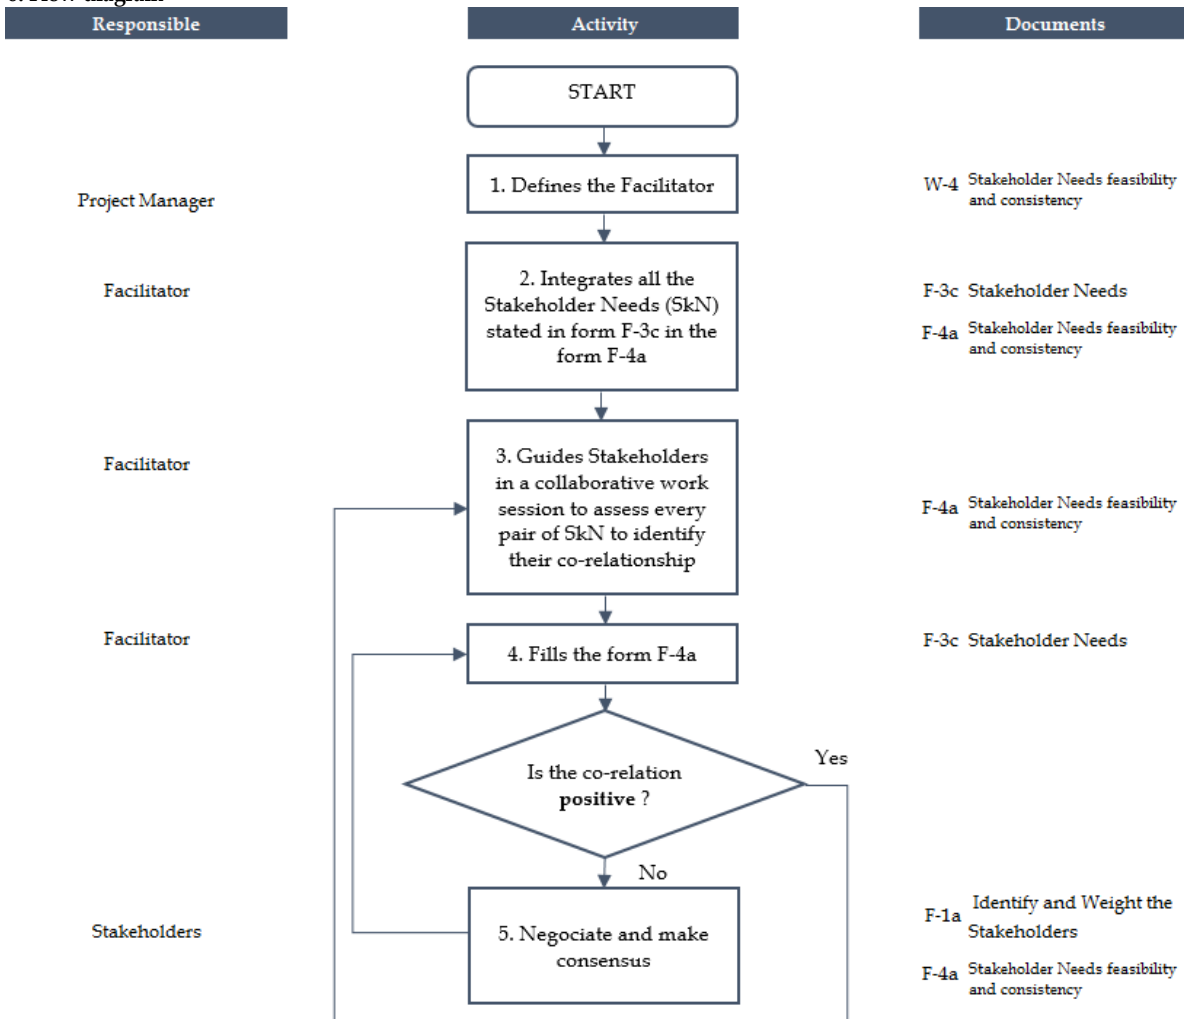 6. Flow diagram
Responsible
Activity
Documents
START
Project Manager
1. Defines the Facilitator
W-4 Stakeholder Needs feasibility
and consistency
Facilitator
2. Integrates all the
Stakeholder Needs (SkN)
stated in form F-3c in the
form F-4a
F-3c Stakeholder Needs
F-4a Stakeholder Needs feasibility
and consistency
Facilitator
3. Guides Stakeholders
in a collaborative work
session to assess every
pair of SkN to identify
their co-relationship
F-4a Stakeholder Needs feasibility
and consistency
Facilitator
4. Fills the form F-4a
F-3c Stakeholder Needs
Is the co-relation
positive ?
Yes
No
Stakeholders
5. Negociate and make
consensus
F-1a Identify and Weight the
Stakeholders
F-4a Stakeholder Needs feasibility
and consistency